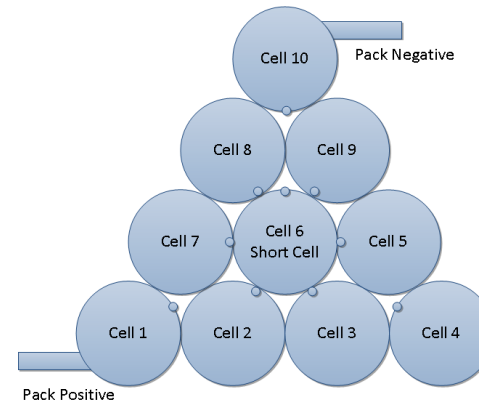 Cell 10
Pack Negative
Cell 8
Cell 9
Cell 7
Cell 6
Short Cell
Cell 5
Cell 1
Cell 2
Cell 3
Cell 4
Pack Positive